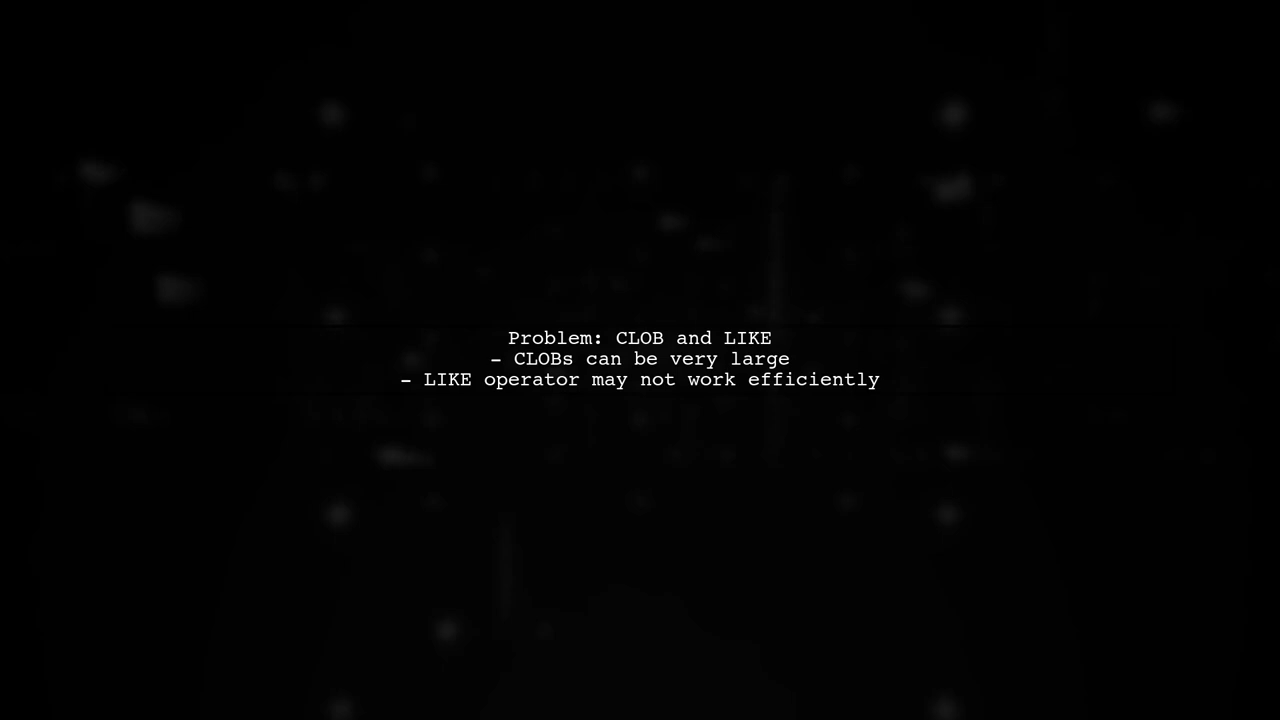 Problem: CLOB and LIKE
– CLOBs can be very large
– LIKE operator may not work efficiently